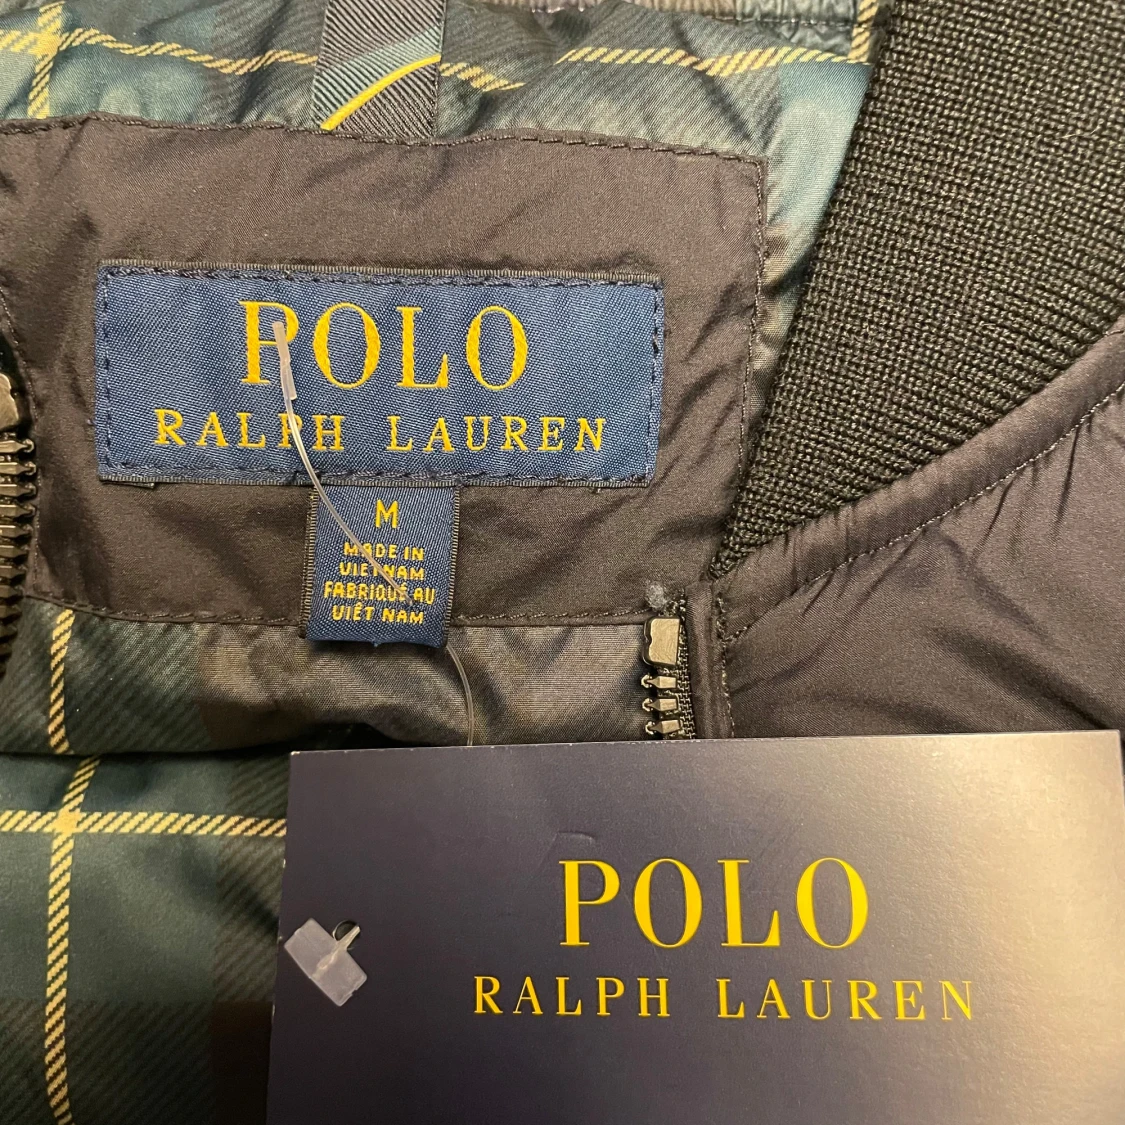 POLO
RALPH LAUREN
M
MADE IN
VIETNAM
FABRIQUÉ AU
VIÊT NAM
POLO
RALPH LAUREN